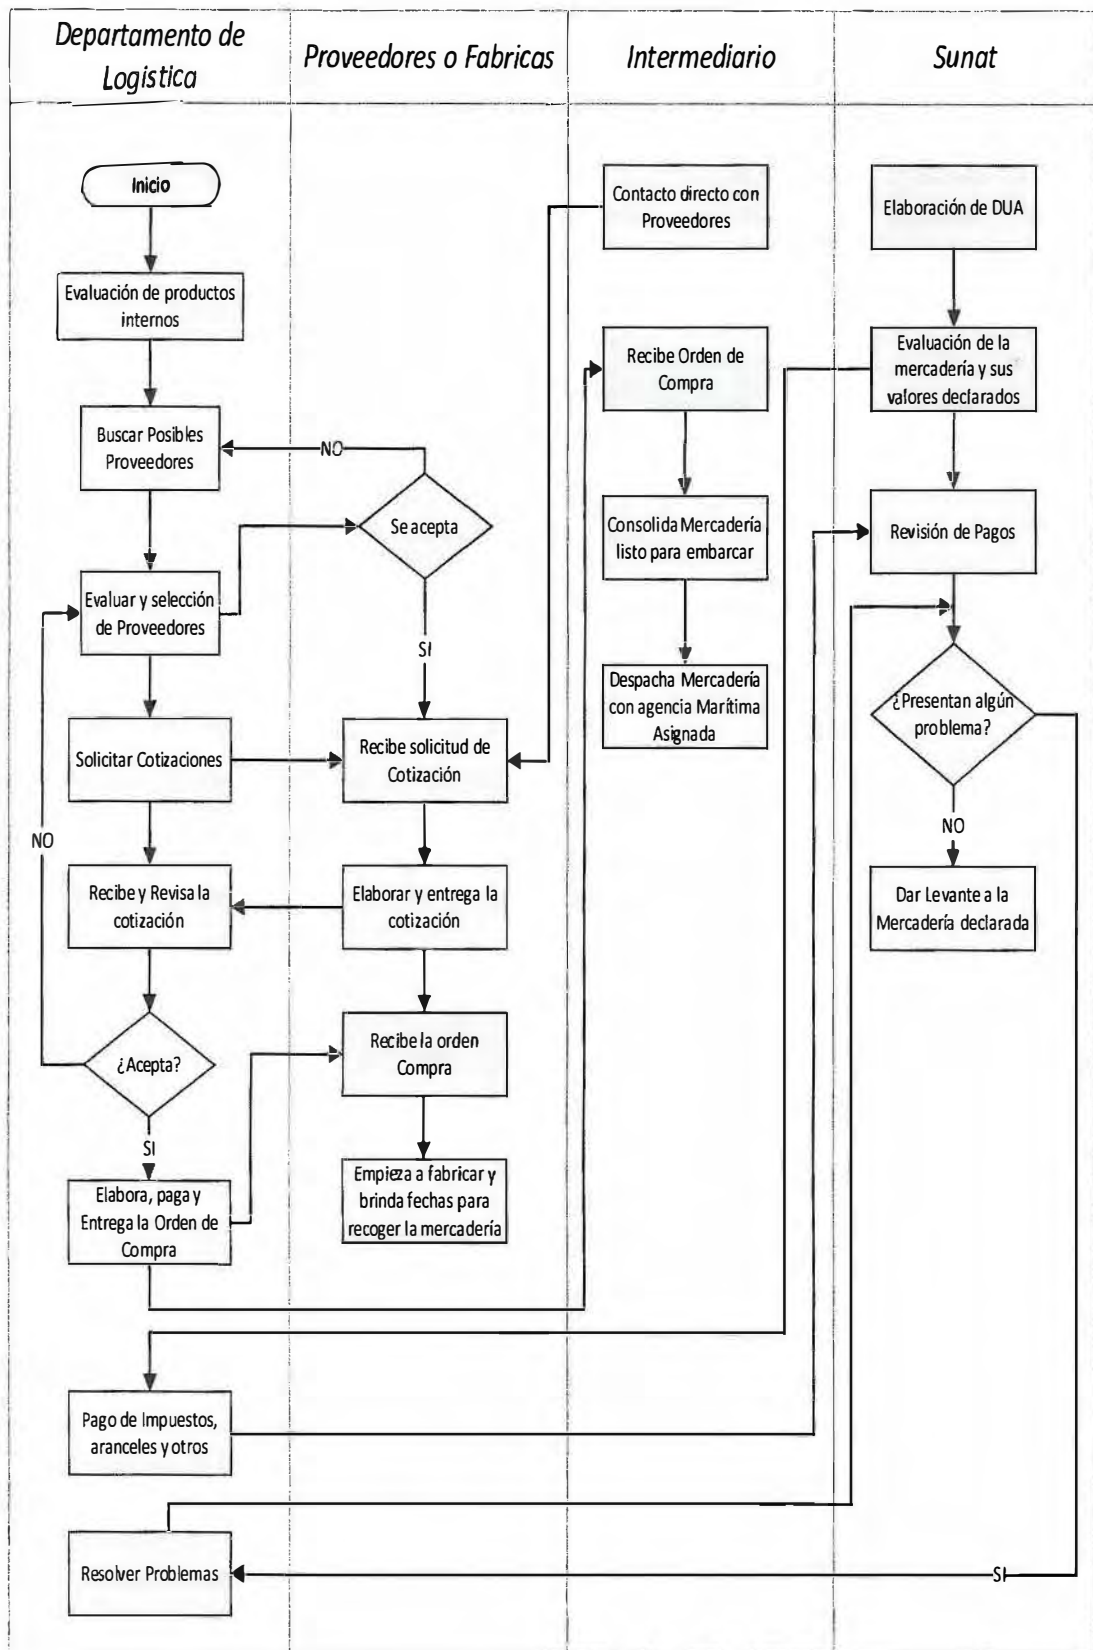 Departamento de
Logistica
Proveedores o Fabricas
Intermediario
Sunat
Inicio
Evaluación de productos
internos
Buscar Posibles
Proveedores
Evaluar y selección
de Proveedores
Solicitar Cotizaciones
NO
Recibe y Revisa la
cotización
¿Acepta?
SI
Elabora, paga y
Entrega la Orden de
Compra
Pago de Impuestos,
aranceles y otros
Resolver Problemas
NO
Se acepta
SI
Recibe solicitud de
Cotización
Elaborar y entrega la
cotización
Recibe la orden
Compra
Empieza a fabricar y
brinda fechas para
recoger la mercadería
Contacto directo con
Proveedores
Recibe Orden de
Compra
Consolida Mercadería
listo para embarcar
Despacha Mercadería
con agencia Marítima
Asignada
Elaboración de DUA
Evaluación de la
mercadería y sus
valores declarados
Revisión de Pagos
¿Presentan algún
problema?
NO
Dar Levante a la
Mercadería declarada
SI